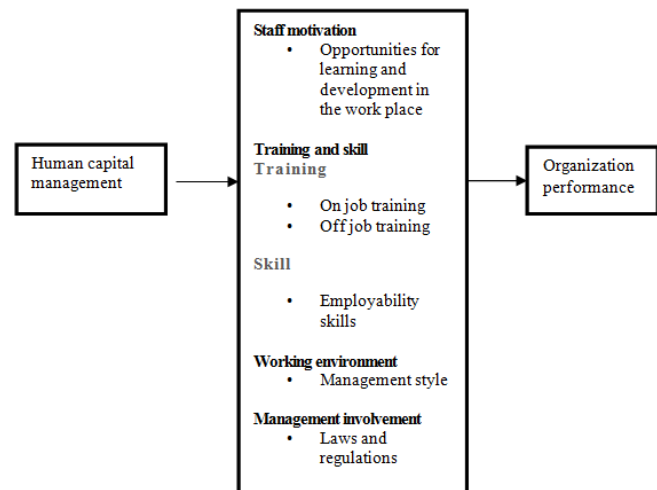 Human capital
management
Staff motivation
• Opportunities for
learning and
development in
the work place
Training and skill
Training
• On job training
• Off job training
Skill
• Employability
skills
Working environment
• Management style
Management involvement
• Laws and
regulations
Organization
performance